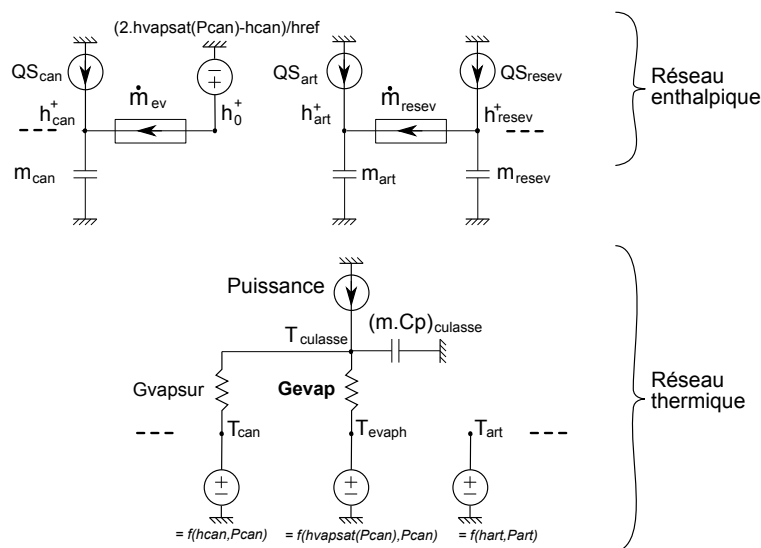 (2.hvapsat(Pcan)-hcan)/href
QScan
QSart
QSresev
ṁev
ṁresev
h+can
h+0
h+art
h+resev
mcan
mart
mresev
Réseau
enthalpique
Puissance
(m.Cp)culasse
Tculasse
Gvapsur
Gevap
Réseau
thermique
Tcan
Tevaph
Tart
= f(hcan,Pcan)
= f(hvapsat(Pcan),Pcan)
= f(hart,Part)